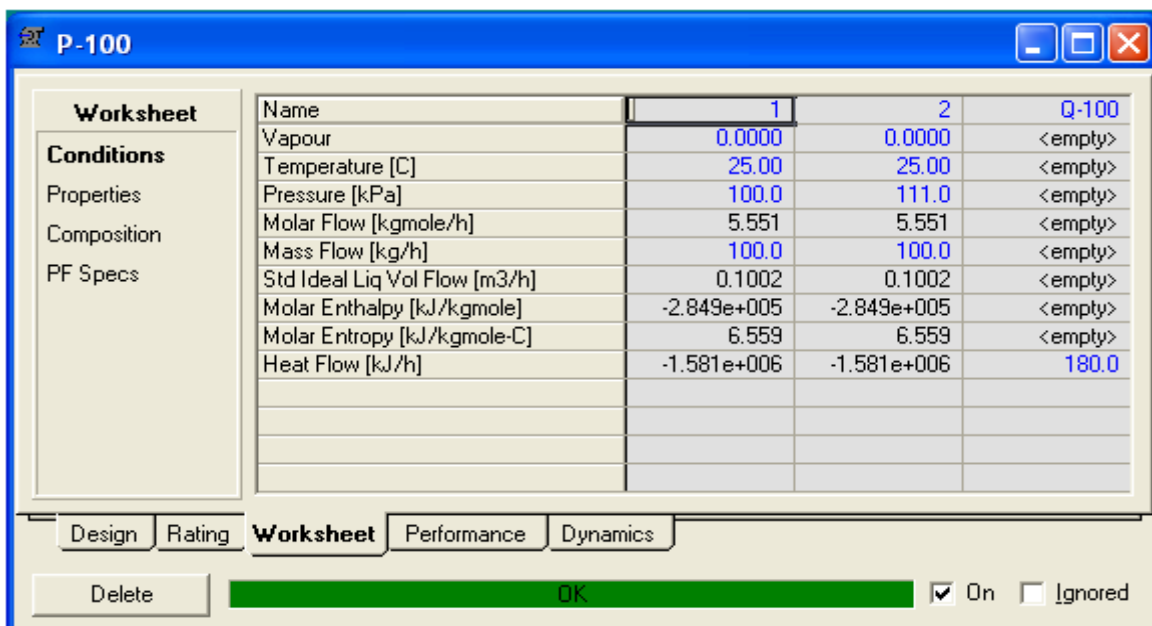 P-100
Worksheet
Conditions
Properties
Composition
PF Specs
Name 1 2 Q-100
Vapour 0.0000 0.0000 <empty>
Temperature [C] 25.00 25.00 <empty>
Pressure [kPa] 100.0 111.0 <empty>
Molar Flow [kgmole/h] 5.551 5.551 <empty>
Mass Flow [kg/h] 100.0 100.0 <empty>
Std Ideal Liq Vol Flow [m3/h] 0.1002 0.1002 <empty>
Molar Enthalpy [kJ/kgmole] -2.849e+005 -2.849e+005 <empty>
Molar Entropy [kJ/kgmole-C] 6.559 6.559 <empty>
Heat Flow [kJ/h] -1.581e+006 -1.581e+006 180.0
Design Rating Worksheet Performance Dynamics
Delete OK On Ignored